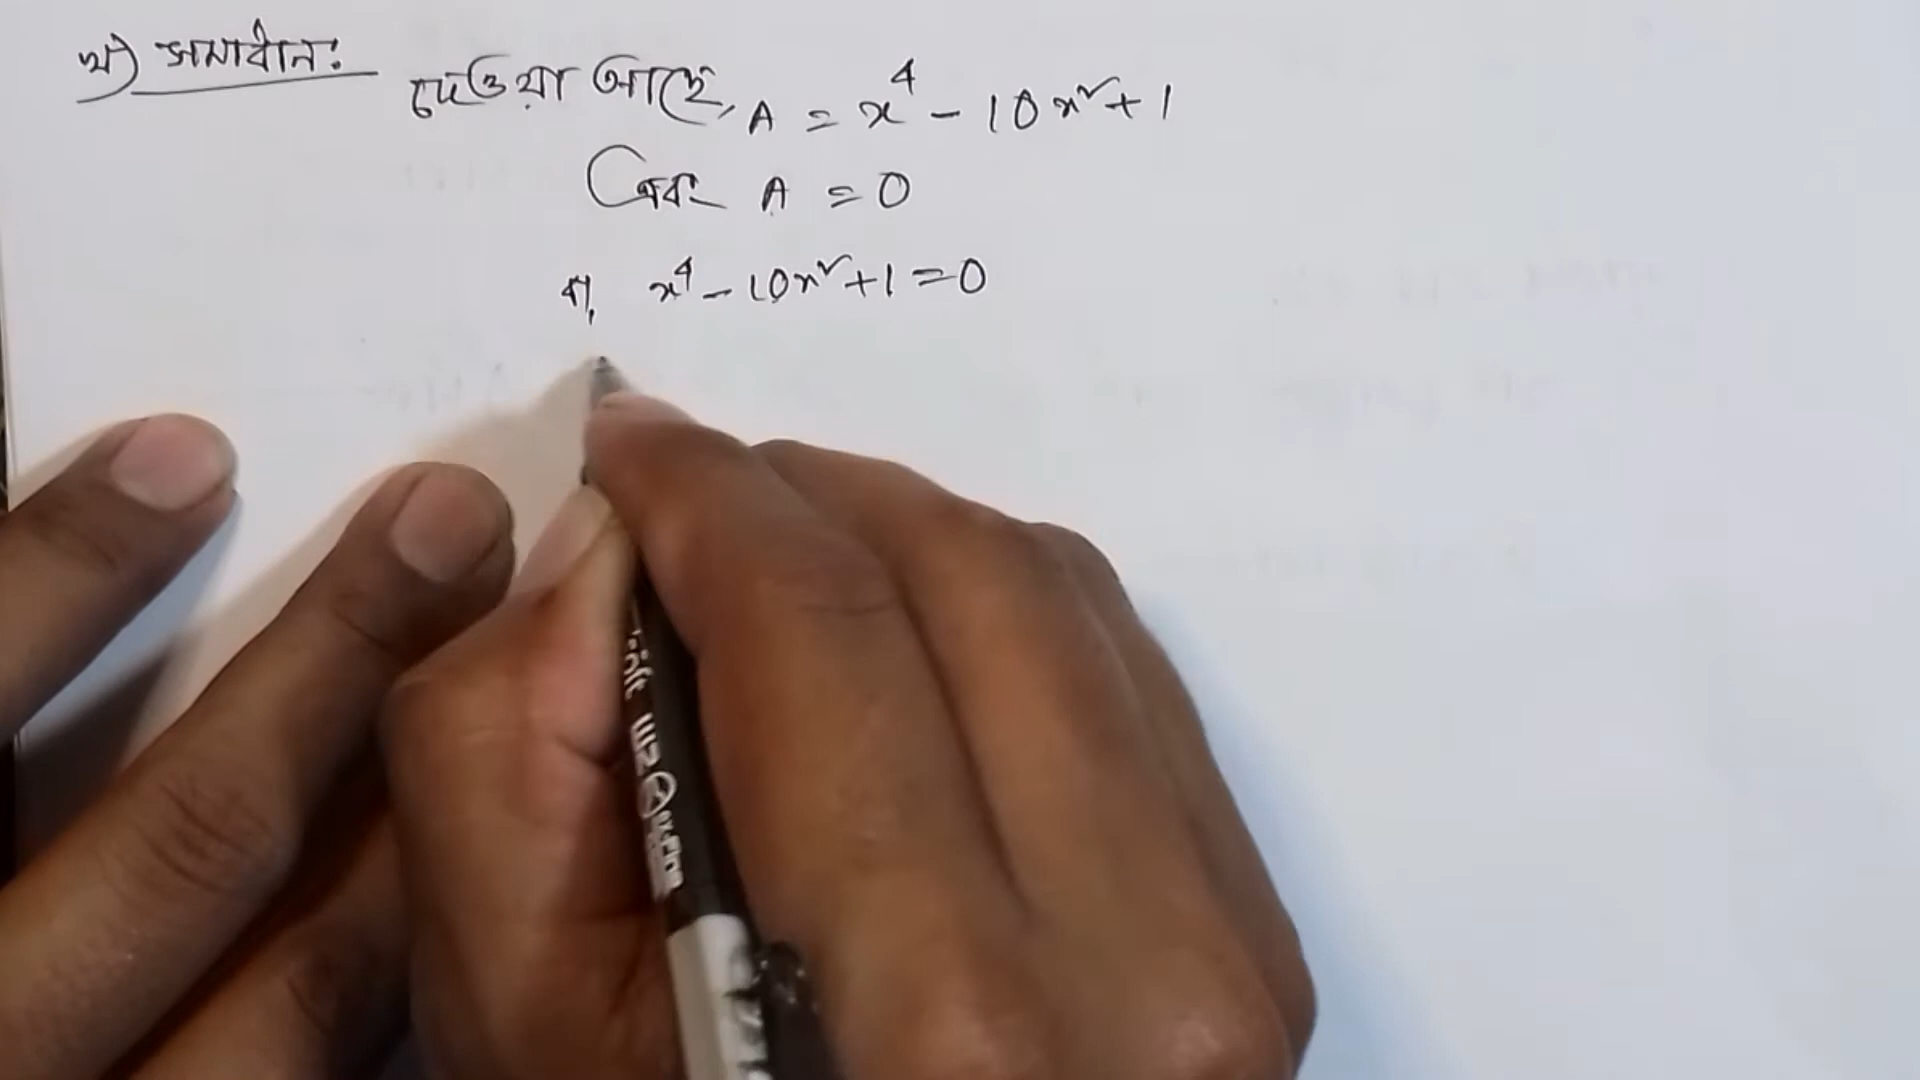 খ) সমাধান:
দেওয়া আছে, A = x⁴ - 10x² + 1
এবং A = 0
বা, x⁴ - 10x² + 1 = 0